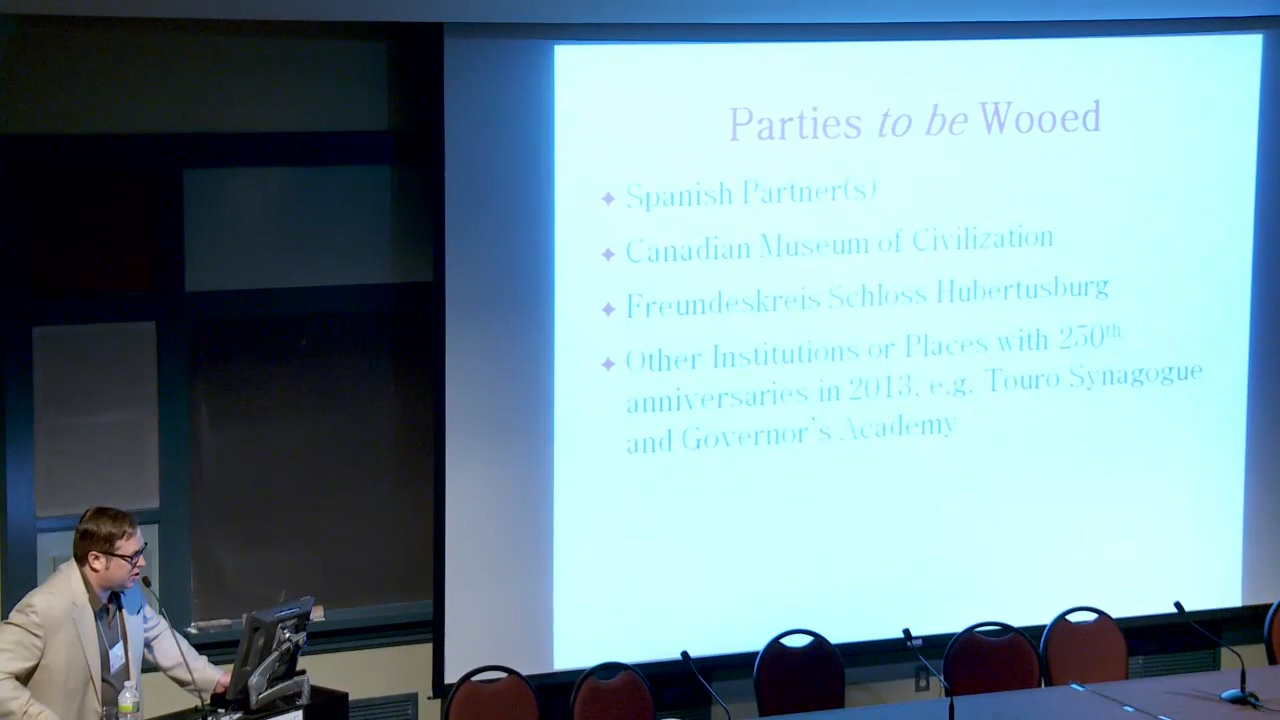 Parties to be Wooed
✦ Spanish Partner(s)
✦ Canadian Museum of Civilization
✦ Freundeskreis Schloss Hubertusburg
✦ Other Institutions or Places with 250th
anniversaries in 2013, e.g. Touro Synagogue
and Governor's Academy